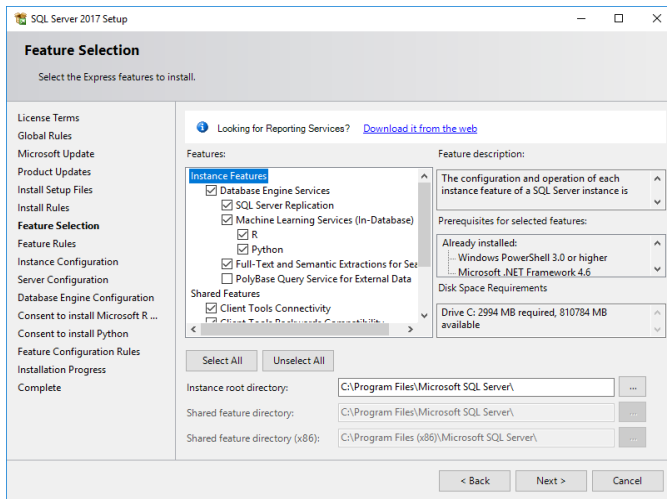 SQL Server 2017 Setup
Feature Selection
Select the Express features to install.
License Terms
Global Rules
Microsoft Update
Product Updates
Install Setup Files
Install Rules
Feature Selection
Feature Rules
Instance Configuration
Server Configuration
Database Engine Configuration
Consent to install Microsoft R ...
Consent to install Python
Feature Configuration Rules
Installation Progress
Complete
Looking for Reporting Services? Download it from the web
Features:
Instance Features
Database Engine Services
SQL Server Replication
Machine Learning Services (In-Database)
R
Python
Full-Text and Semantic Extractions for Sea
PolyBase Query Service for External Data
Shared Features
Client Tools Connectivity
Client Tools Backwards Compatibility
Feature description:
The configuration and operation of each
instance feature of a SQL Server instance is
Prerequisites for selected features:
Already installed:
Windows PowerShell 3.0 or higher
Microsoft .NET Framework 4.6
Disk Space Requirements
Drive C: 2994 MB required, 810784 MB
available
Select All
Unselect All
Instance root directory: C:\Program Files\Microsoft SQL Server\ ...
Shared feature directory: C:\Program Files\Microsoft SQL Server\ ...
Shared feature directory (x86): C:\Program Files (x86)\Microsoft SQL Server\ ...
< Back
Next >
Cancel